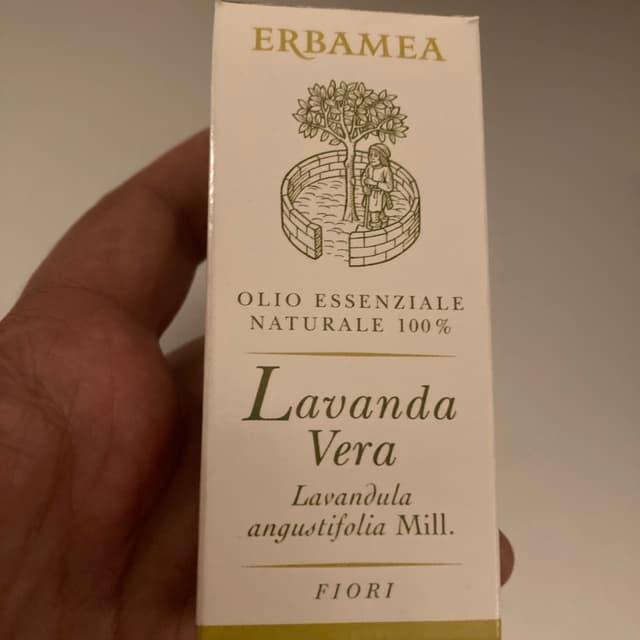 ERBAMEA
OLIO ESSENZIALE
NATURALE 100%
Lavanda
Vera
Lavandula
angustifolia Mill.
FIORI